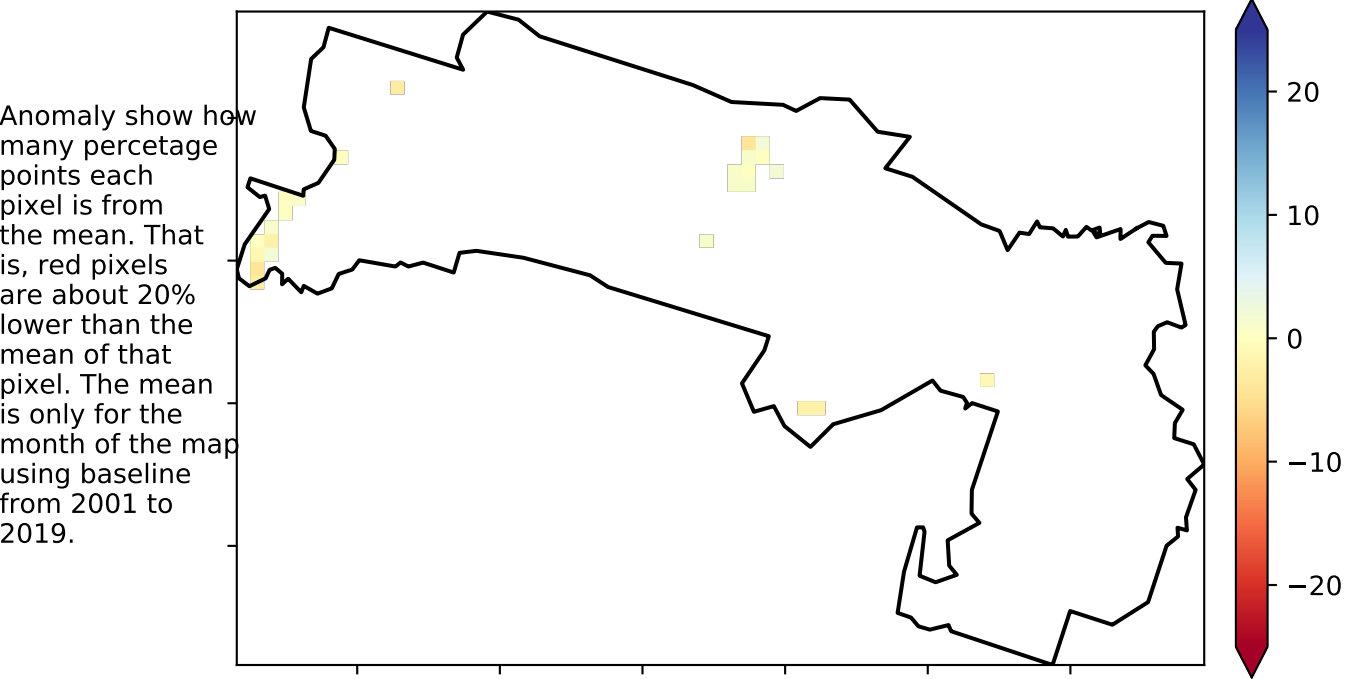 Anomaly show how
many percetage
points each
pixel is from
the mean. That
is, red pixels
are about 20%
lower than the
mean of that
pixel. The mean
is only for the
month of the map
using baseline
from 2001 to
2019.
20
10
0
−10
−20